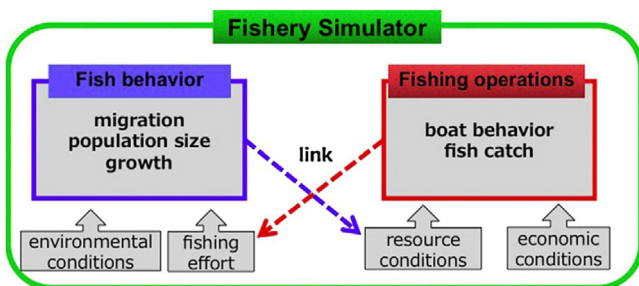 Fishery Simulator
Fish behavior
migration
population size
growth
link
Fishing operations
boat behavior
fish catch
environmental
conditions
fishing
effort
resource
conditions
economic
conditions